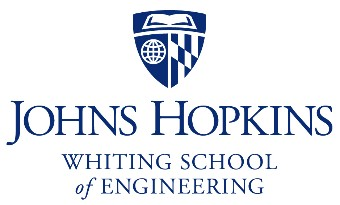 JOHNS HOPKINS
WHITING SCHOOL
of ENGINEERING